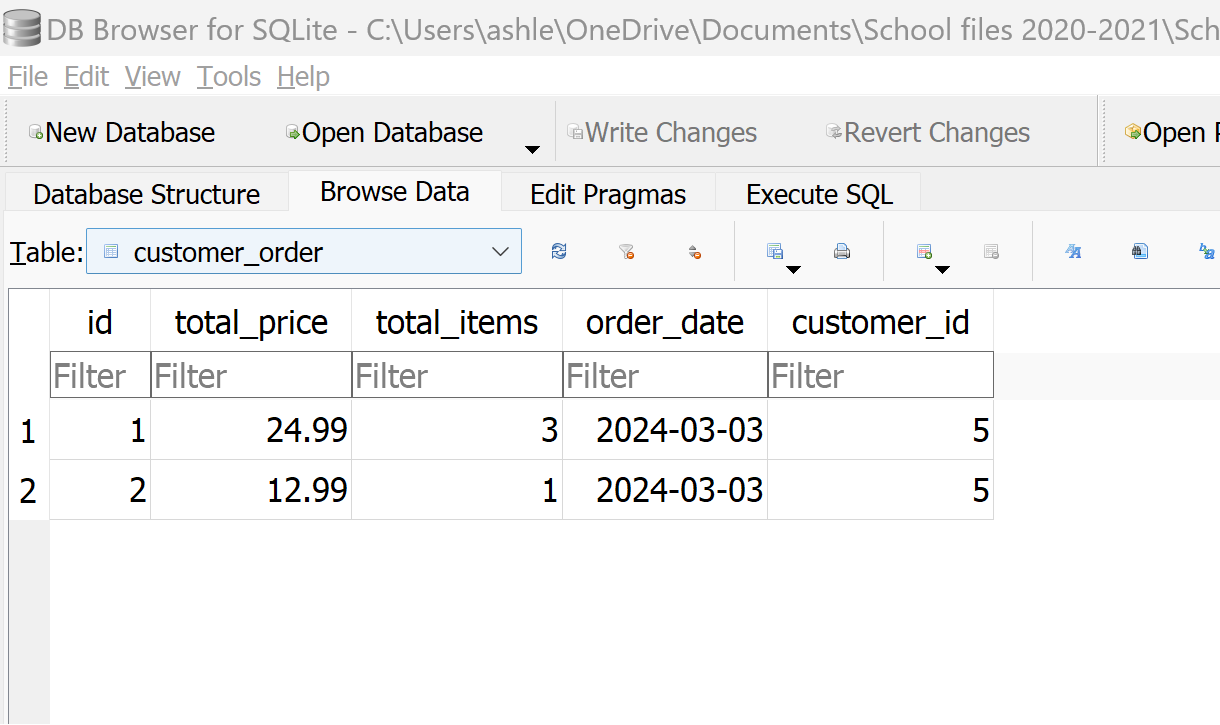 DB Browser for SQLite - C:\Users\ashle\OneDrive\Documents\School files 2020-2021\Sch
File Edit View Tools Help
New Database Open Database Write Changes Revert Changes Open
Database Structure Browse Data Edit Pragmas Execute SQL
Table: customer_order
id total_price total_items order_date customer_id
Filter Filter Filter Filter Filter
1 1 24.99 3 2024-03-03 5
2 2 12.99 1 2024-03-03 5